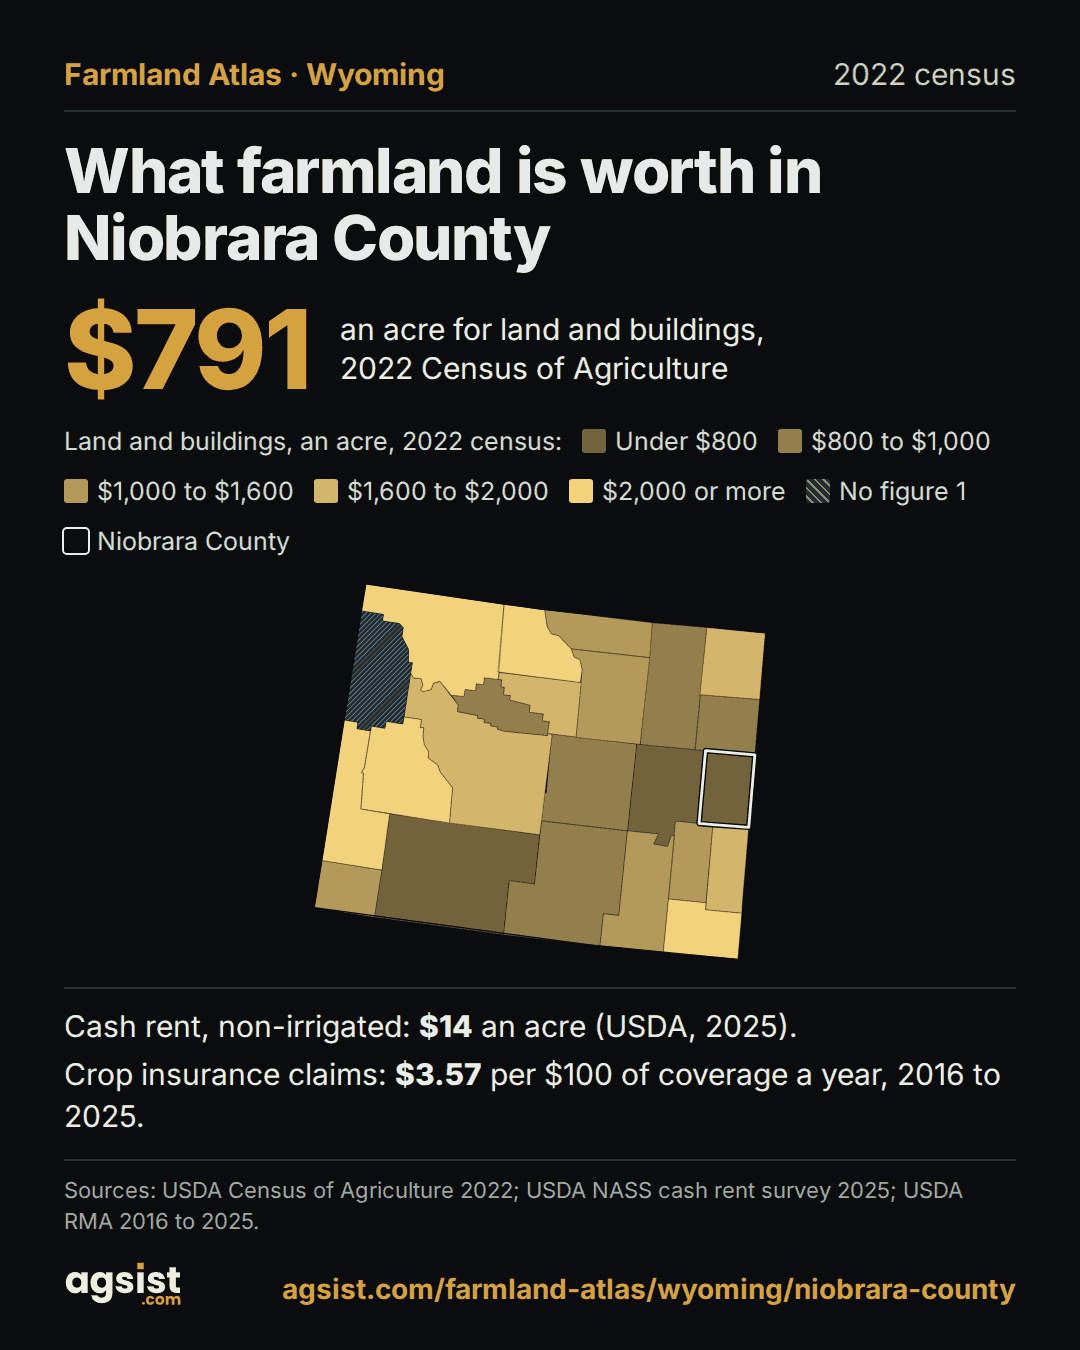 Farmland Atlas · Wyoming
2022 census
What farmland is worth in
Niobrara County
$791
an acre for land and buildings,
2022 Census of Agriculture
Land and buildings, an acre, 2022 census: Under $800 $800 to $1,000
$1,000 to $1,600 $1,600 to $2,000 $2,000 or more No figure 1
Niobrara County
Cash rent, non-irrigated: $14 an acre (USDA, 2025).
Crop insurance claims: $3.57 per $100 of coverage a year, 2016 to
2025.
Sources: USDA Census of Agriculture 2022; USDA NASS cash rent survey 2025; USDA
RMA 2016 to 2025.
agsist
.com
agsist.com/farmland-atlas/wyoming/niobrara-county